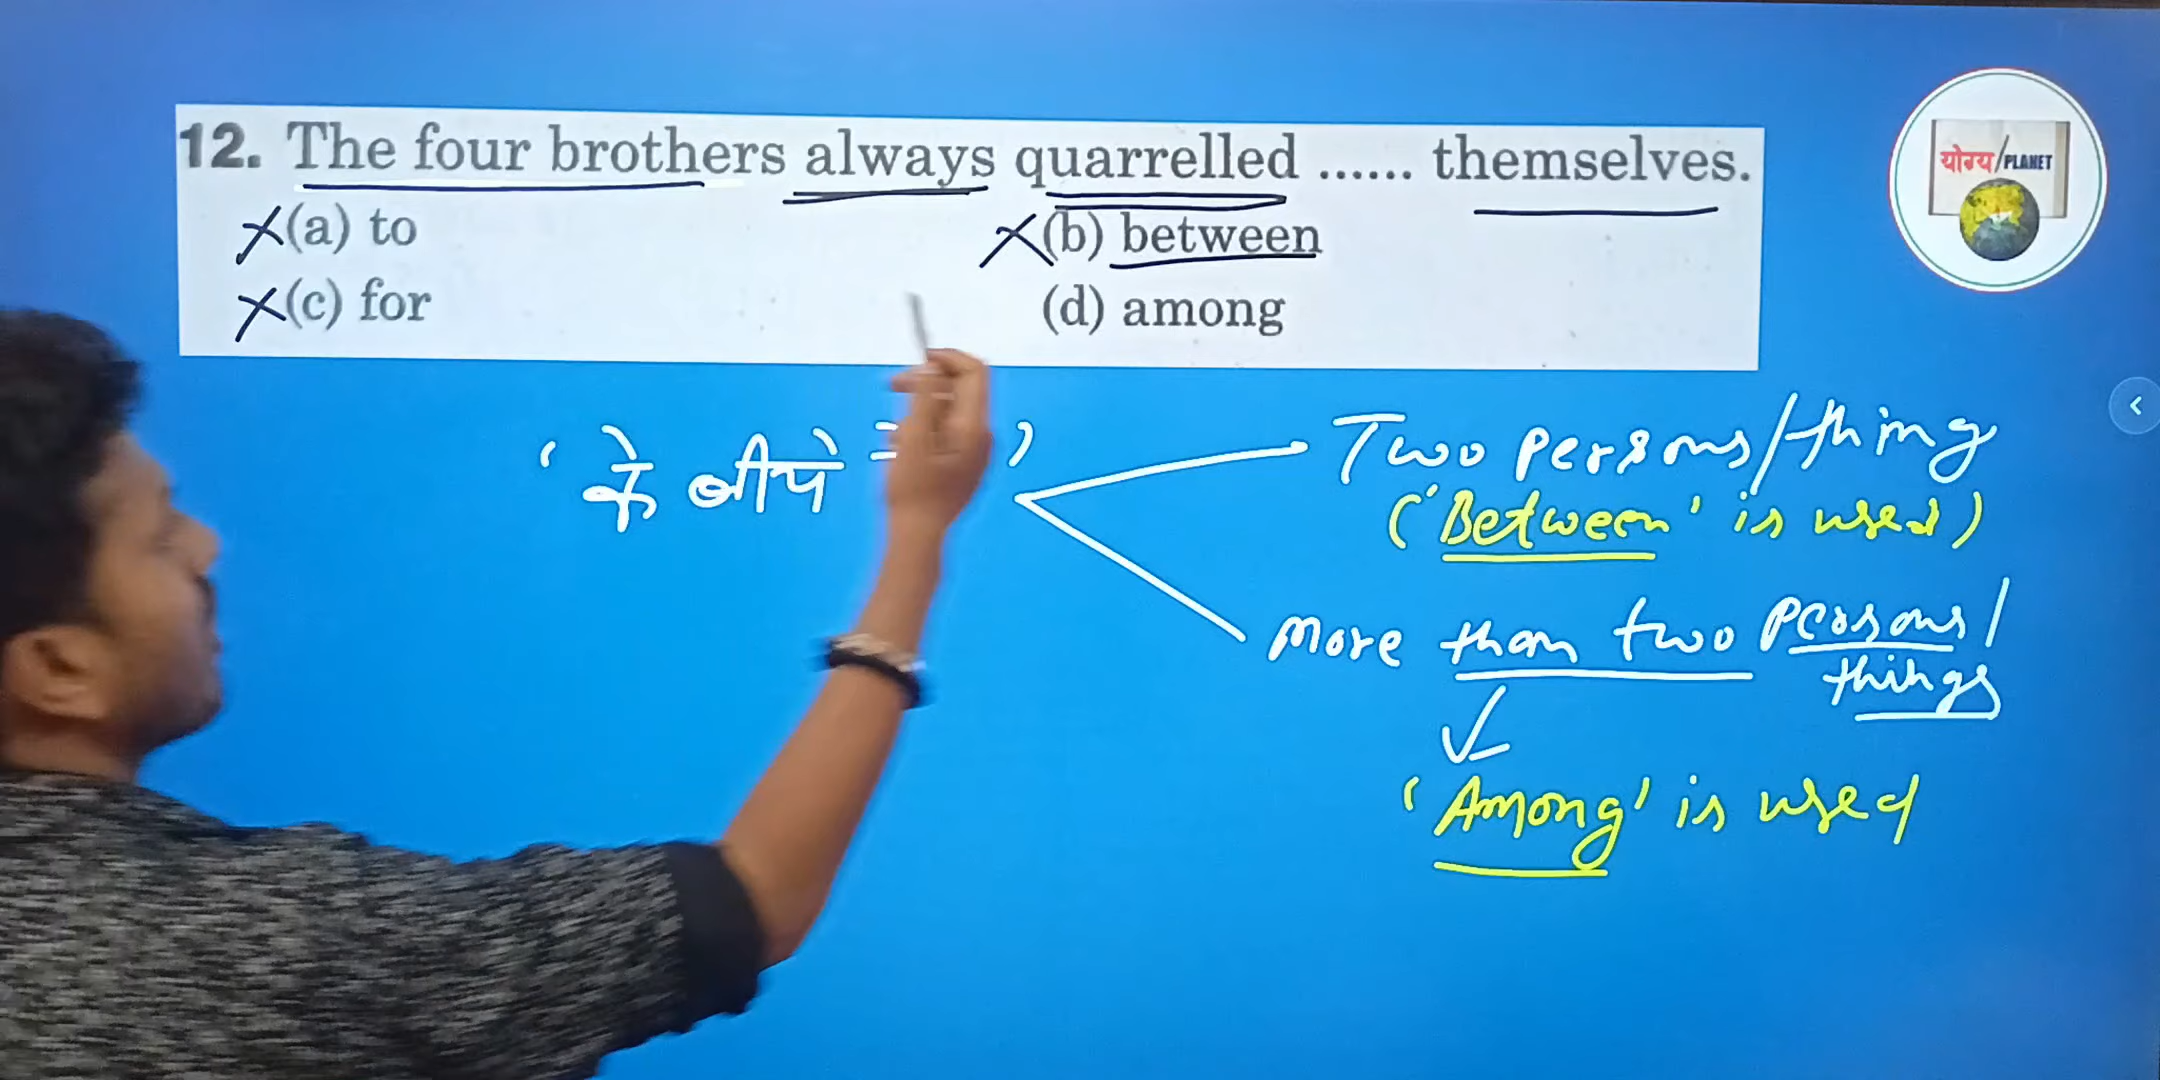 12. The four brothers always quarrelled ...... themselves.
(a) to (b) between
(c) for (d) among
योग्य/PLANET
' के बीच '
Two persons/thing
('Between' is used)
More than two persons/
things
'Among' is used